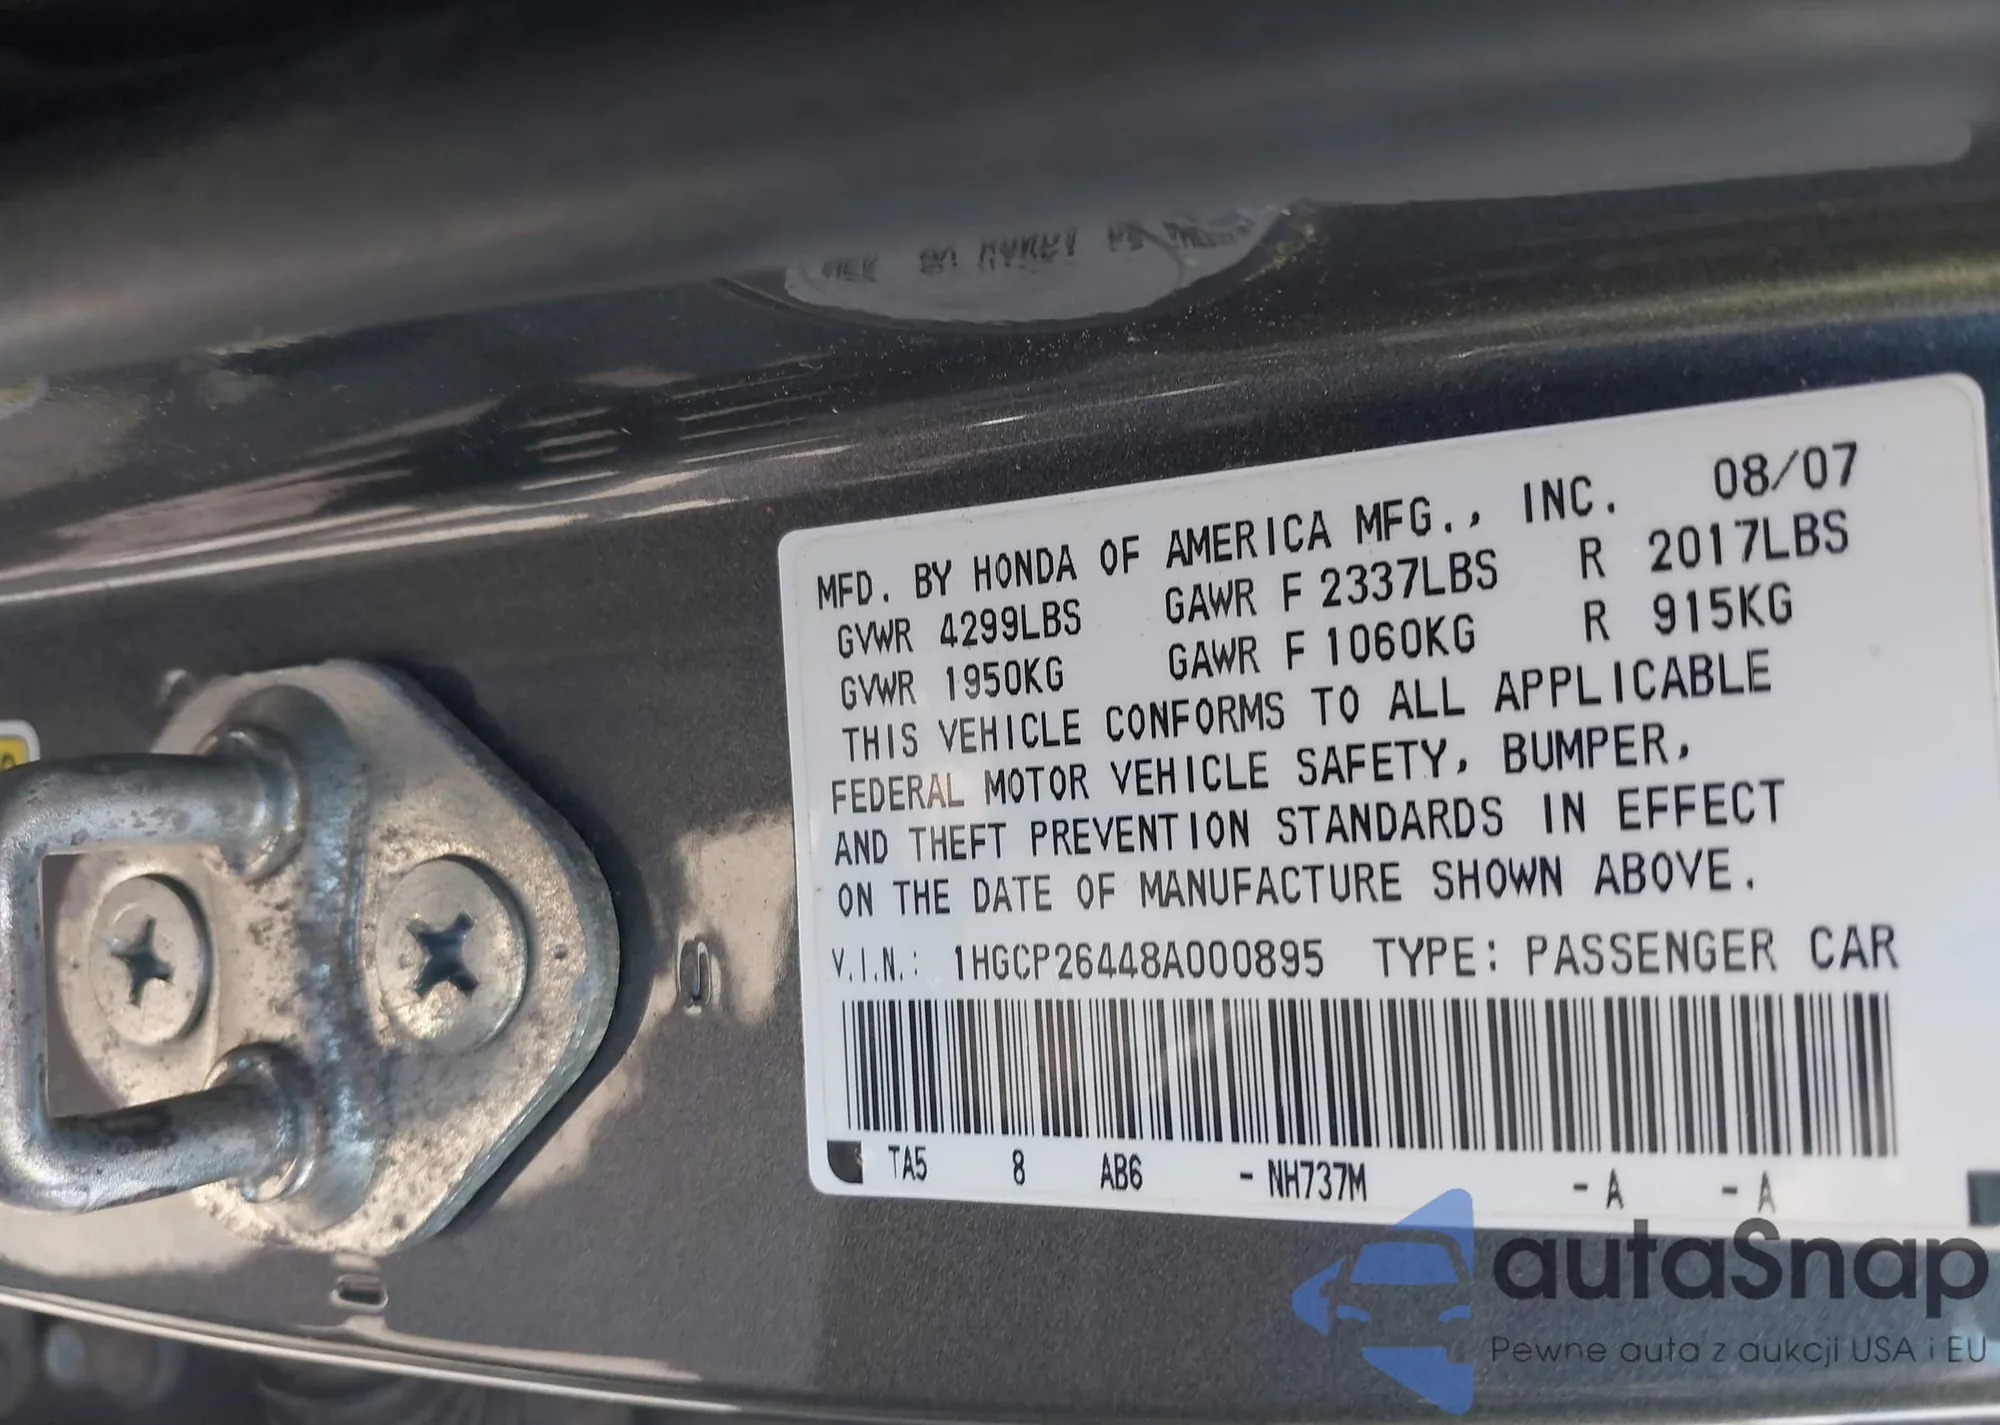 MFD. BY HONDA OF AMERICA MFG., INC. 08/07
GVWR 4299LBS GAWR F 2337LBS R 2017LBS
GVWR 1950KG GAWR F 1060KG R 915KG
THIS VEHICLE CONFORMS TO ALL APPLICABLE
FEDERAL MOTOR VEHICLE SAFETY, BUMPER,
AND THEFT PREVENTION STANDARDS IN EFFECT
ON THE DATE OF MANUFACTURE SHOWN ABOVE.
V.I.N.: 1HGCP26448A000895 TYPE: PASSENGER CAR
TA5 8 AB6 -NH737M -A -A
autaSnap
Pewne auta z aukcji USA i EU